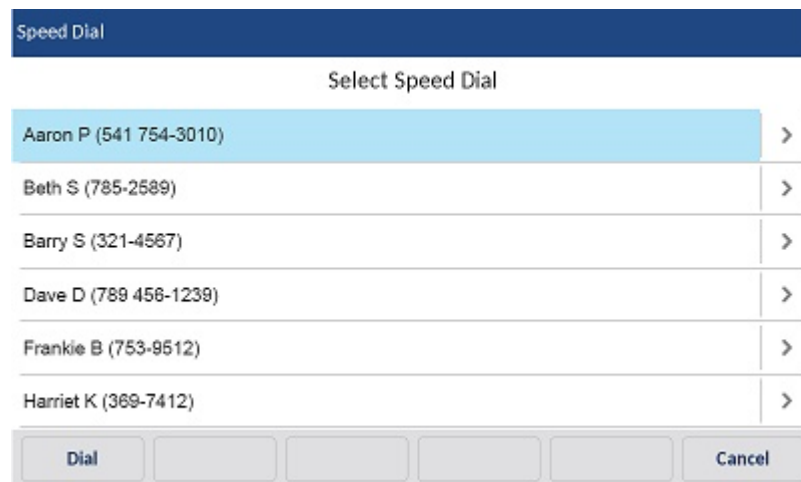 Speed Dial
Select Speed Dial
Aaron P (541 754-3010)
Beth S (785-2589)
Barry S (321-4567)
Dave D (789 456-1239)
Frankie B (753-9512)
Harriet K (369-7412)
Dial Cancel